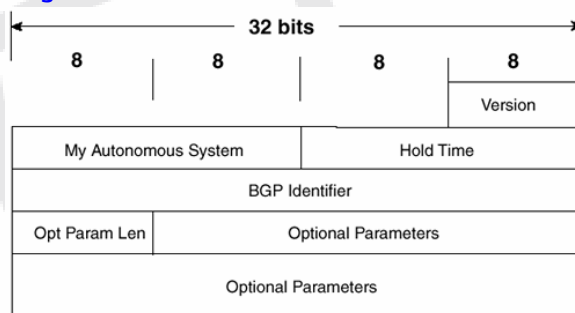 32 bits
8 8 8 8
Version
My Autonomous System Hold Time
BGP Identifier
Opt Param Len Optional Parameters
Optional Parameters